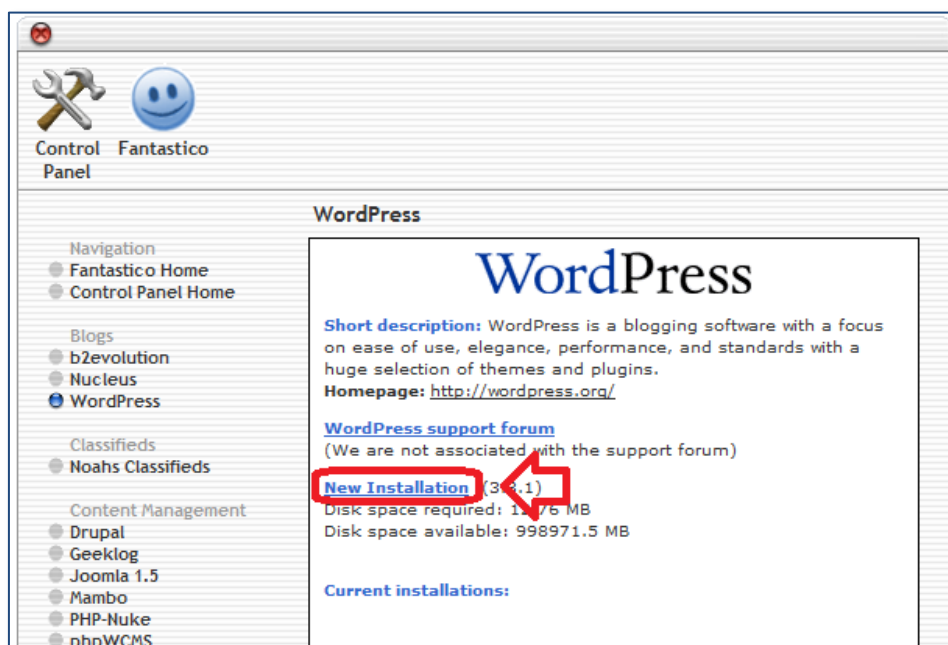 Control Panel
Fantastico
WordPress
Navigation
Fantastico Home
Control Panel Home
Blogs
b2evolution
Nucleus
WordPress
Classifieds
Noahs Classifieds
Content Management
Drupal
Geeklog
Joomla 1.5
Mambo
PHP-Nuke
phpWCMS
WordPress
Short description: WordPress is a blogging software with a focus
on ease of use, elegance, performance, and standards with a
huge selection of themes and plugins.
Homepage: http://wordpress.org/
WordPress support forum
(We are not associated with the support forum)
New Installation
Disk space required: MB
Disk space available: 998971.5 MB
Current installations: